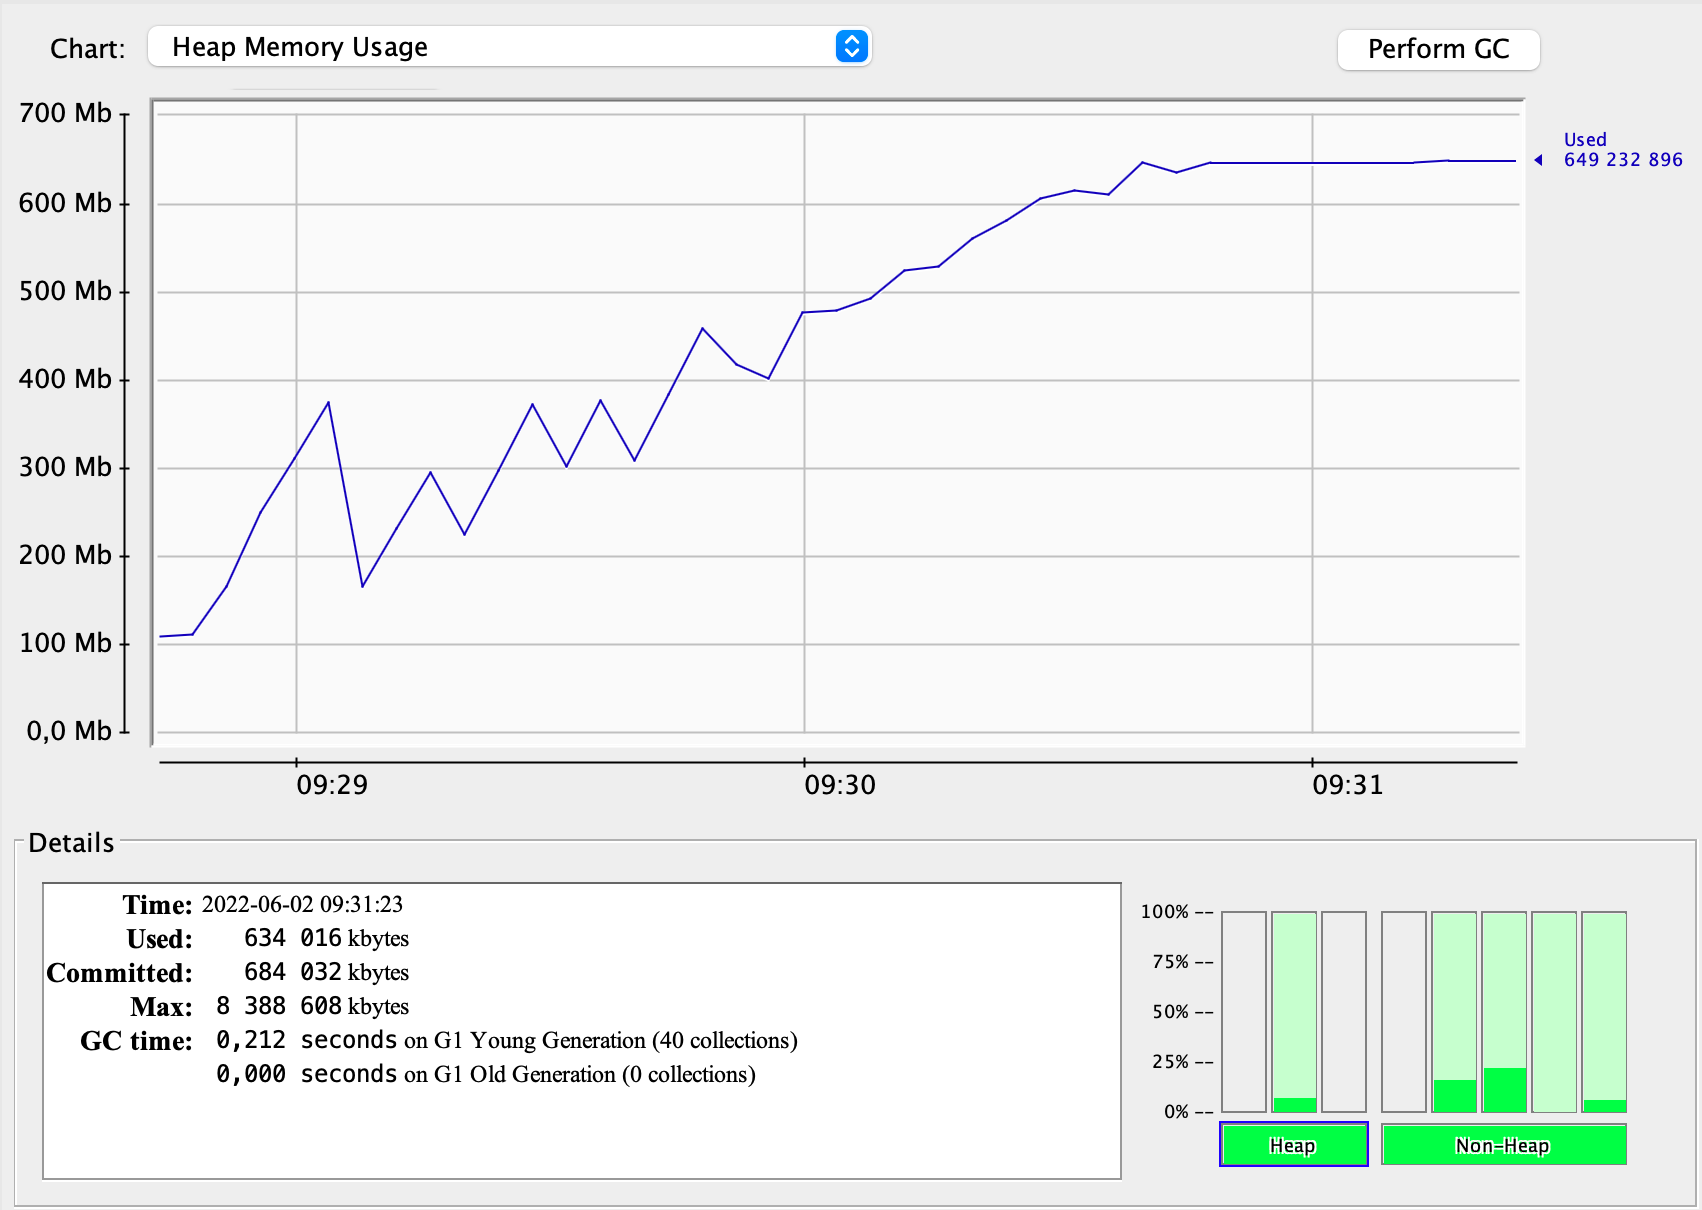 Chart: Heap Memory Usage Perform GC
700 Mb
Used
649 232 896
600 Mb
500 Mb
400 Mb
300 Mb
200 Mb
100 Mb
0,0 Mb
09:29 09:30 09:31
Details
Time: 2022-06-02 09:31:23
Used: 634 016 kbytes
Committed: 684 032 kbytes
Max: 8 388 608 kbytes
GC time: 0,212 seconds on G1 Young Generation (40 collections)
0,000 seconds on G1 Old Generation (0 collections)
100% --
75% --
50% --
25% --
0% --
Heap Non-Heap